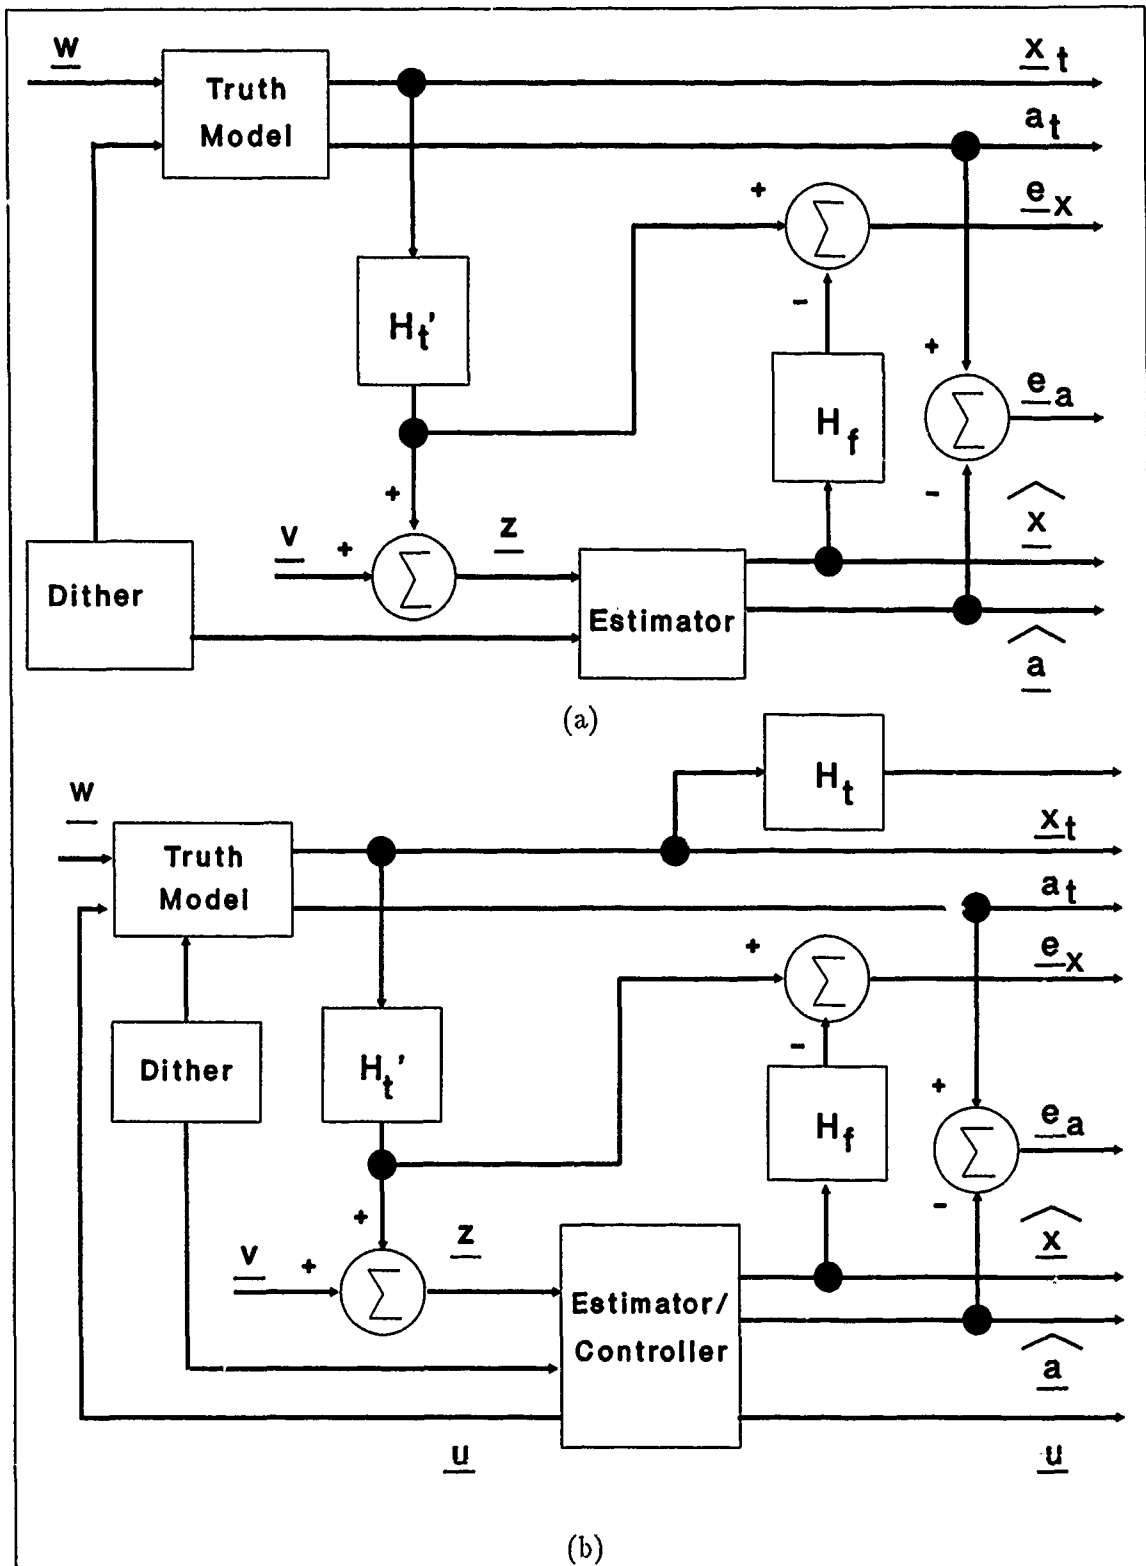 w
Truth
Model
x t
a t
+
e x
H t '
-
+
H f
e a
-
+
x
v
+
z
Σ
Σ
Σ
Dither
Estimator
a
(a)
H t
w
Truth
Model
x t
a t
+
e x
Σ
Dither
H t '
-
+
H f
e a
Σ
-
+
v
+
z
x
Σ
Estimator/
Controller
a
u
u
(b)